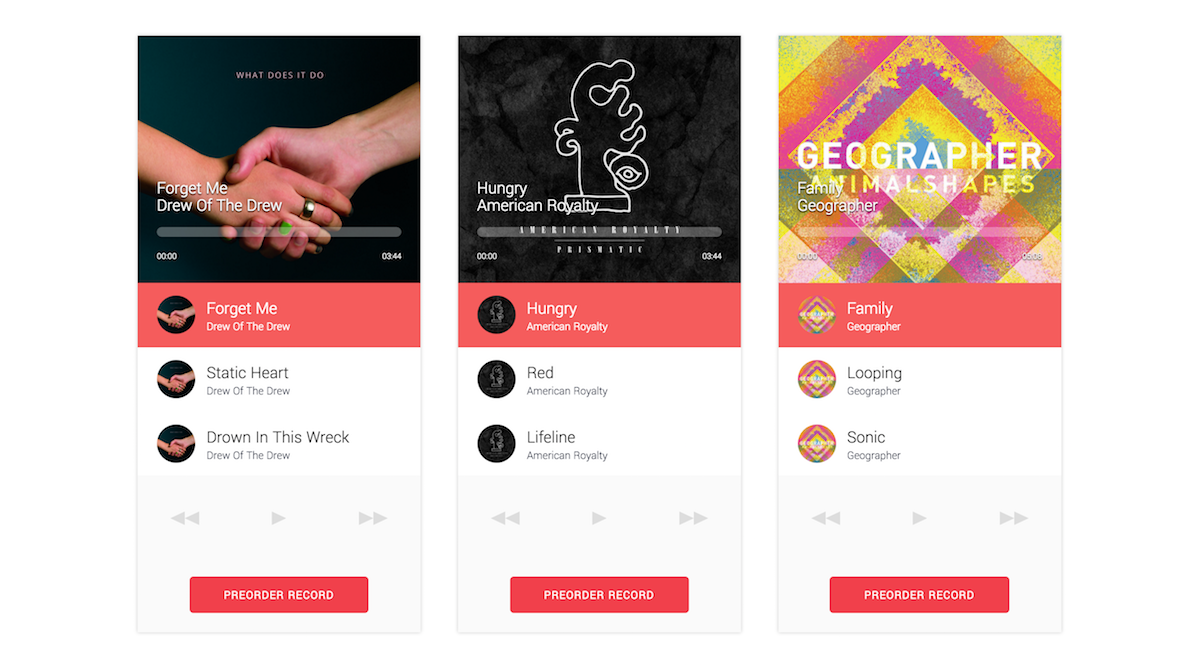 WHAT DOES IT DO
Forget Me
Drew Of The Drew
00:00 03:44
Forget Me
Drew Of The Drew
Static Heart
Drew Of The Drew
Drown In This Wreck
Drew Of The Drew
PREORDER RECORD
Hungry
American Royalty
AMERICAN ROYALTY
PRISMATIC
00:00 03:44
Hungry
American Royalty
Red
American Royalty
Lifeline
American Royalty
PREORDER RECORD
GEOGRAPHER
ANIMALSHAPES
Family
Geographer
00:00 05:08
Family
Geographer
Looping
Geographer
Sonic
Geographer
PREORDER RECORD